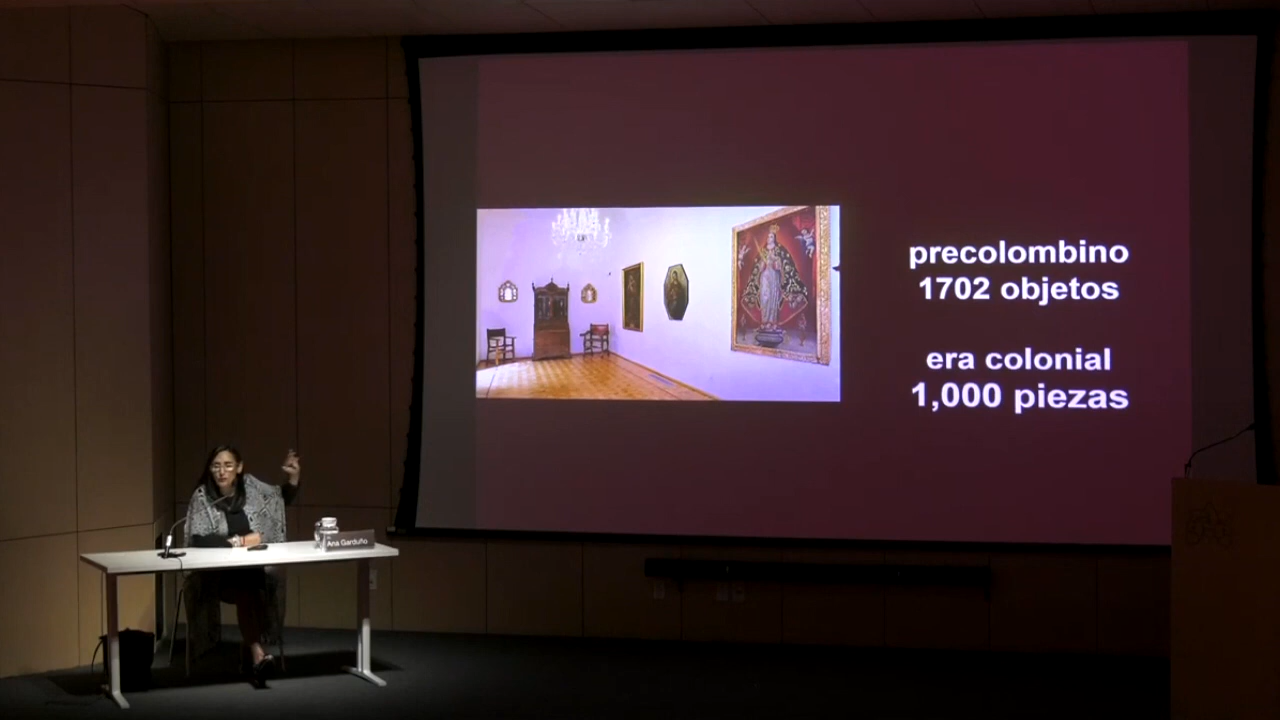 precolombino
1702 objetos
era colonial
1,000 piezas
Ana Garduño